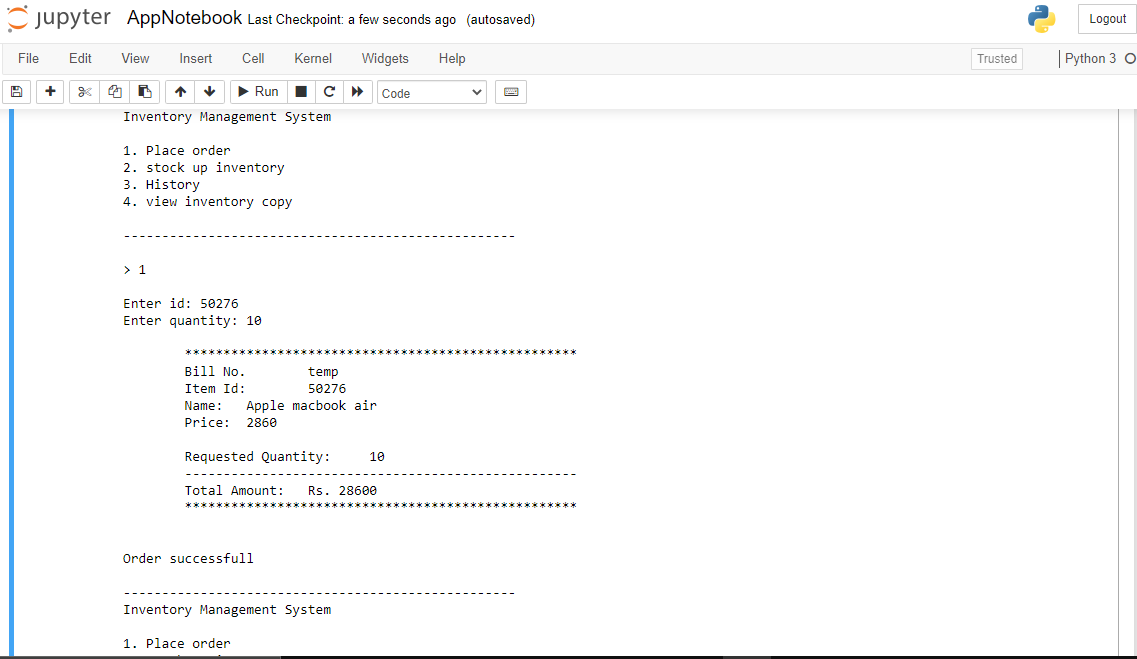 jupyter AppNotebook Last Checkpoint: a few seconds ago (autosaved) Logout
File Edit View Insert Cell Kernel Widgets Help Trusted Python 3
Run Code
Inventory Management System
1. Place order
2. stock up inventory
3. History
4. view inventory copy
---------------------------------------------------
> 1
Enter id: 50276
Enter quantity: 10
***************************************************
Bill No. temp
Item Id: 50276
Name: Apple macbook air
Price: 2860
Requested Quantity: 10
---------------------------------------------------
Total Amount: Rs. 28600
***************************************************
Order successfull
---------------------------------------------------
Inventory Management System
1. Place order